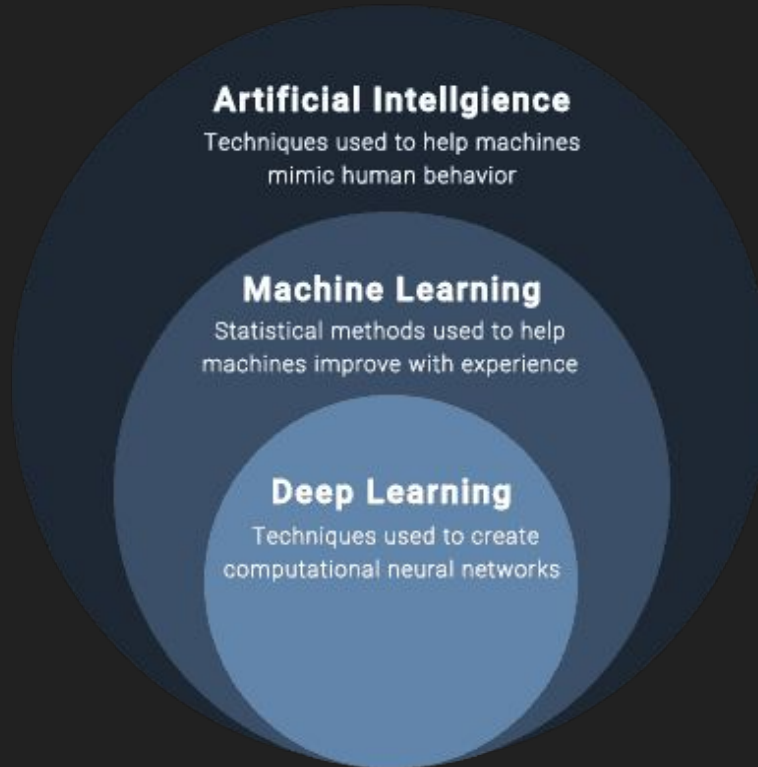 Artificial Intellgience
Techniques used to help machines
mimic human behavior
Machine Learning
Statistical methods used to help
machines improve with experience
Deep Learning
Techniques used to create
computational neural networks